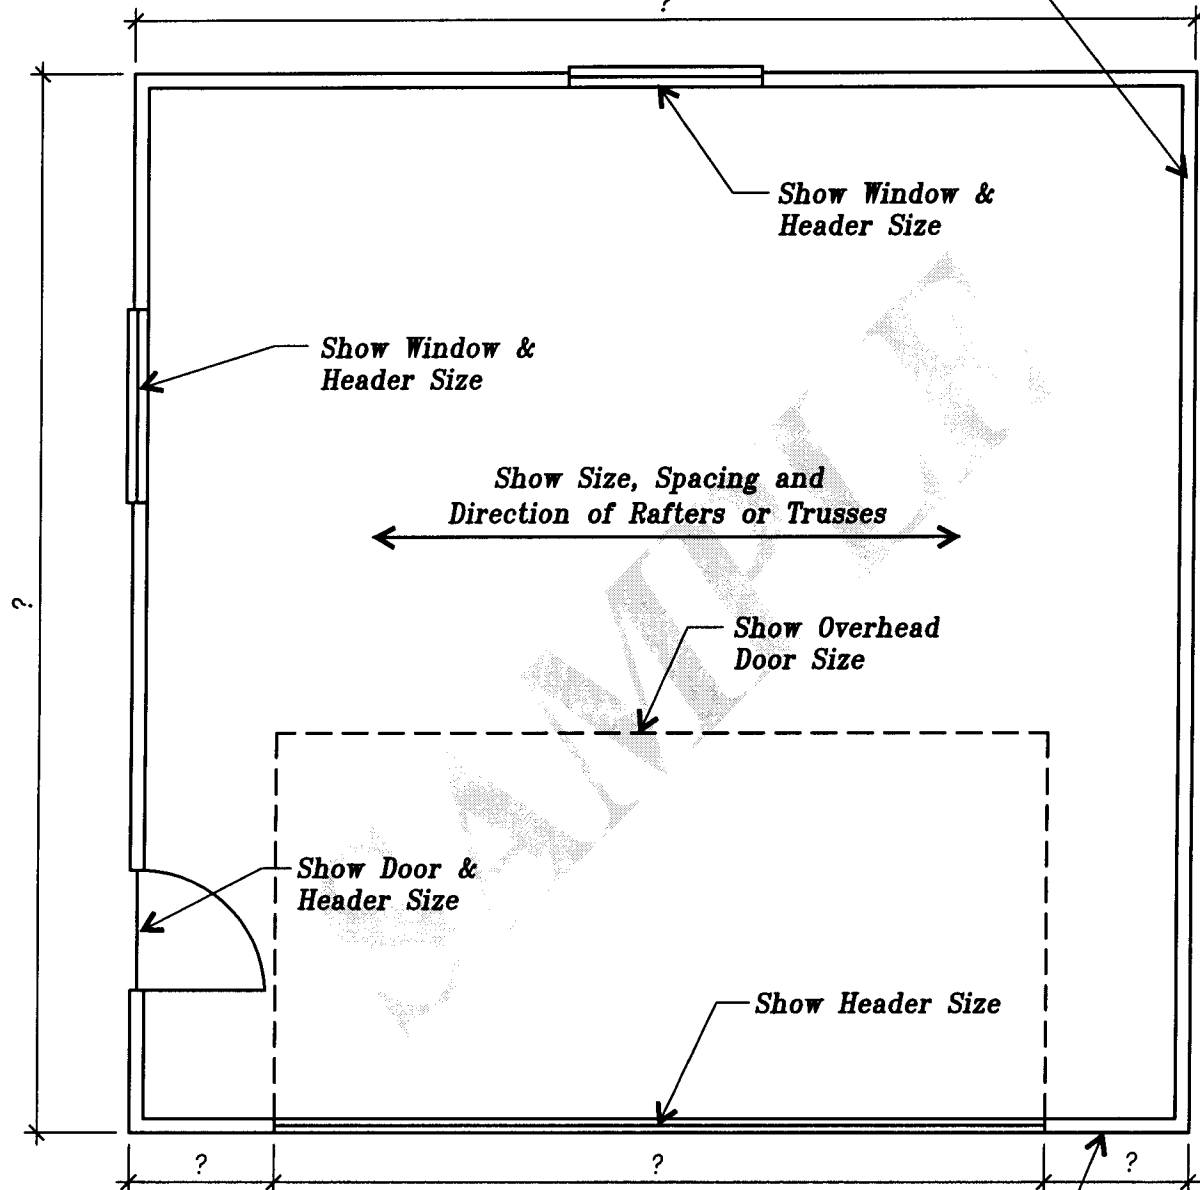 ?
Show Window &
Header Size
Show Window &
Header Size
Show Size, Spacing and
Direction of Rafters or Trusses
?
Show Overhead
Door Size
SAMPLE
Show Door &
Header Size
Show Header Size
?
?
?